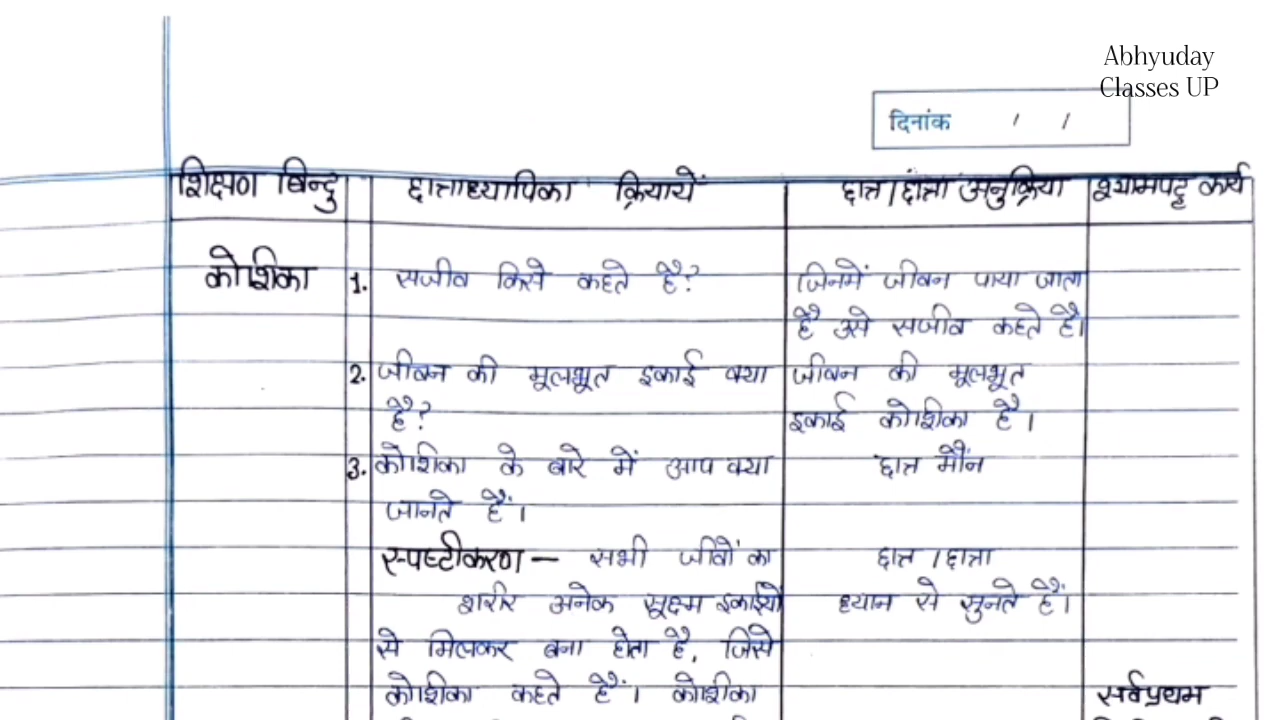 Abhyuday
Classes UP
दिनांक / /
शिक्षण बिन्दु छात्राध्यापिका क्रियायें छात्र/छात्रा अनुक्रिया श्यामपट्ट कार्य
कोशिका 1. सजीव किसे कहते है? जिनमें जीवन पाया जाता
है उसे सजीव कहते है।
2. जीवन की मूलभूत इकाई क्या जीवन की मूलभूत
है? इकाई कोशिका है।
3. कोशिका के बारे में आप क्या छात्र मौन
जानते हैं।
स्पष्टीकरण — सभी जीवों का छात्र / छात्रा
शरीर अनेक सूक्ष्म इकाईयों ध्यान से सुनते हैं।
से मिलकर बना होता है, जिसे
कोशिका कहते हैं। कोशिका सर्वप्रथम